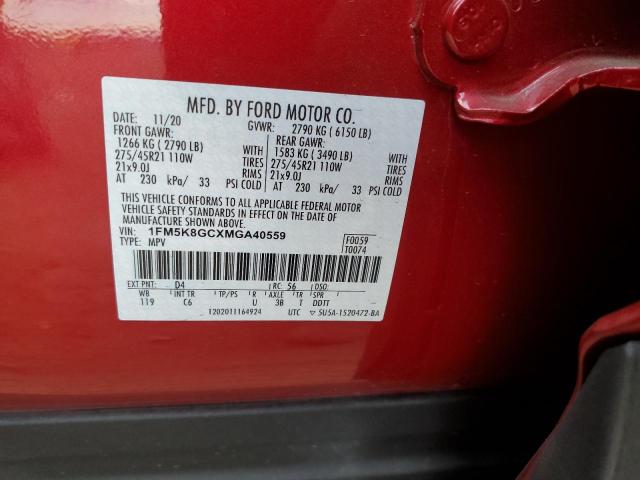 MFD. BY FORD MOTOR CO.
DATE: 11/20 GVWR: 2790 KG ( 6150 LB)
FRONT GAWR: REAR GAWR:
1266 KG ( 2790 LB) WITH 1583 KG ( 3490 LB) WITH
275/45R21 110W TIRES 275/45R21 110W TIRES
21x9.0J RIMS 21x9.0J RIMS
AT 230 kPa/ 33 PSI COLD AT 230 kPa/ 33 PSI COLD
THIS VEHICLE CONFORMS TO ALL APPLICABLE FEDERAL MOTOR
VEHICLE SAFETY STANDARDS IN EFFECT ON THE DATE OF
MANUFACTURE SHOWN ABOVE.
VIN: 1FM5K8GCXMGA40559 F0059
TYPE: MPV T0074
EXT PNT: D4 RC: 56 DSO:
WB INT TR TP/PS R AXLE TR SPR
119 C6 U 3B T DDTT
UTC ▽ 5U5A-1520472-BA